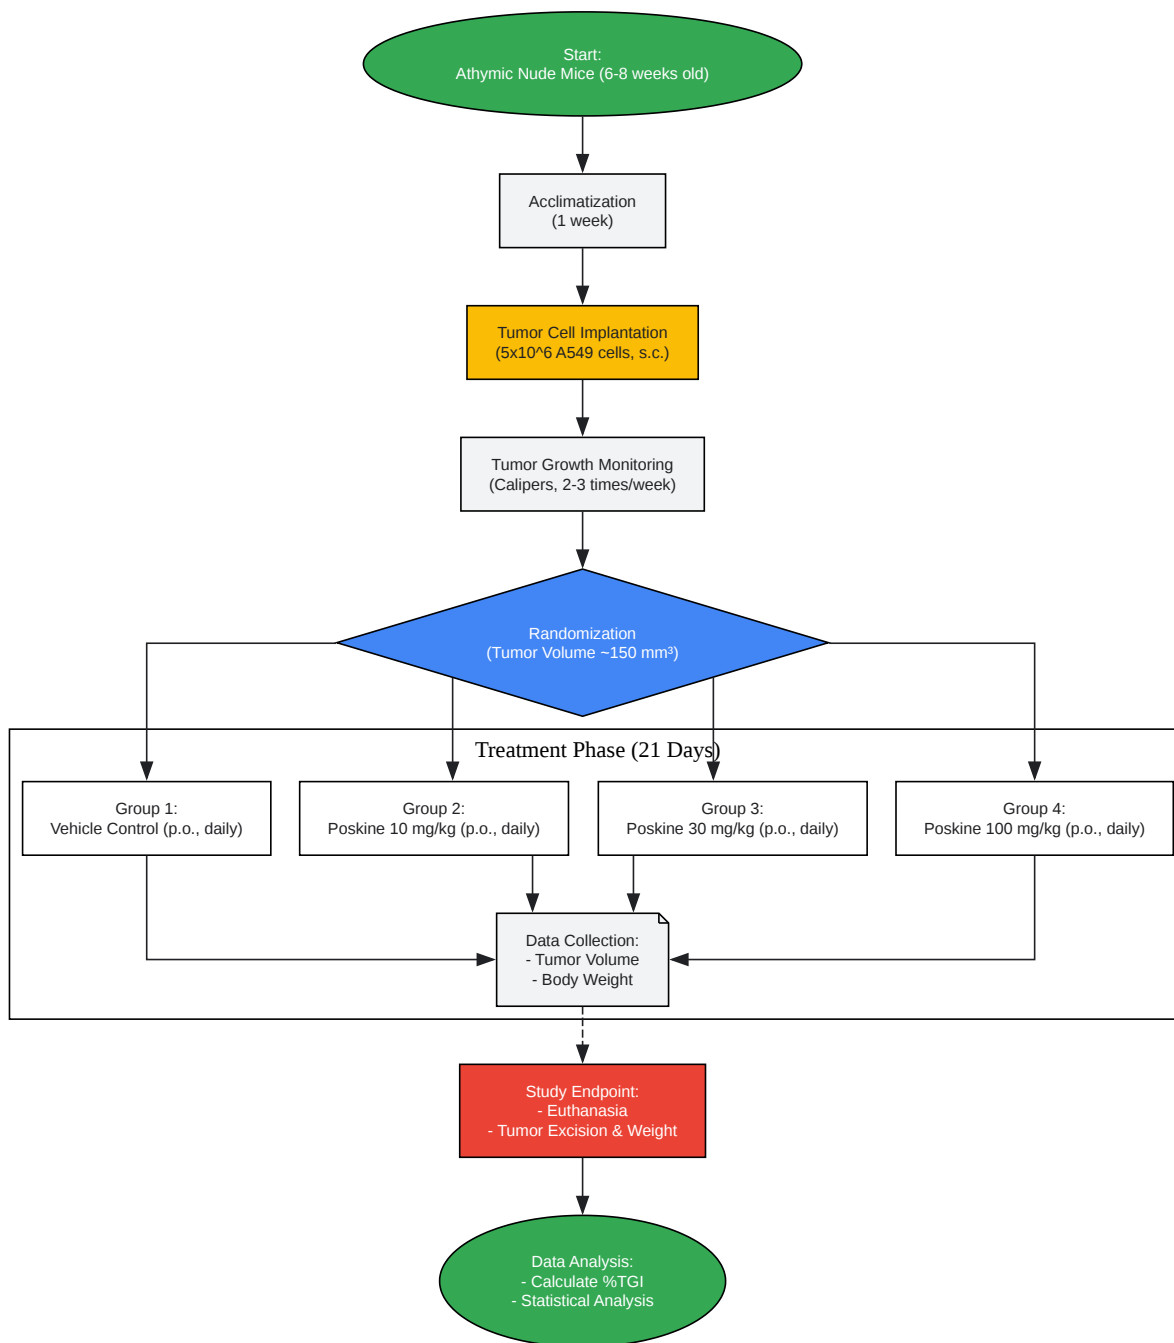 Start:
Athymic Nude Mice (6-8 weeks old)
Acclimatization
(1 week)
Tumor Cell Implantation
(5x10^6 A549 cells, s.c.)
Tumor Growth Monitoring
(Calipers, 2-3 times/week)
Randomization
(Tumor Volume ~150 mm³)
Treatment Phase (21 Days)
Group 1:
Vehicle Control (p.o., daily)
Group 2:
Poskine 10 mg/kg (p.o., daily)
Group 3:
Poskine 30 mg/kg (p.o., daily)
Group 4:
Poskine 100 mg/kg (p.o., daily)
Data Collection:
- Tumor Volume
- Body Weight
Study Endpoint:
- Euthanasia
- Tumor Excision & Weight
Data Analysis:
- Calculate %TGI
- Statistical Analysis